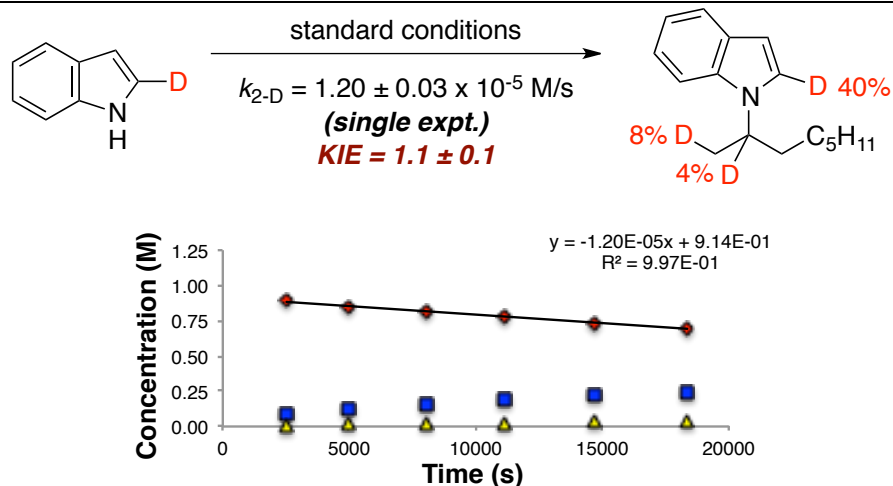 standard conditions
k2-D = 1.20 ± 0.03 x 10-5 M/s
(single expt.)
KIE = 1.1 ± 0.1
D
N
H
N
D 40%
8% D
C5H11
4% D
y = -1.20E-05x + 9.14E-01
R² = 9.97E-01
Concentration (M)
1.25
1.00
0.75
0.50
0.25
0.00
0 5000 10000 15000 20000
Time (s)